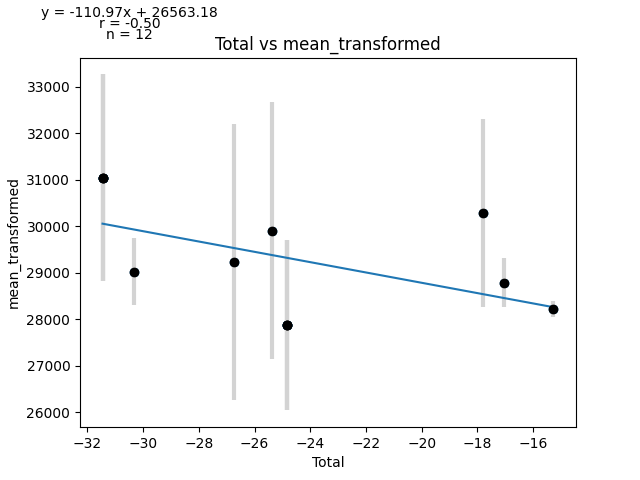 y = -110.97x + 26563.18
r = -0.50
n = 12
Total vs mean_transformed
mean_transformed
33000
32000
31000
30000
29000
28000
27000
26000
−32
−30
−28
−26
−24
−22
−20
−18
−16
Total